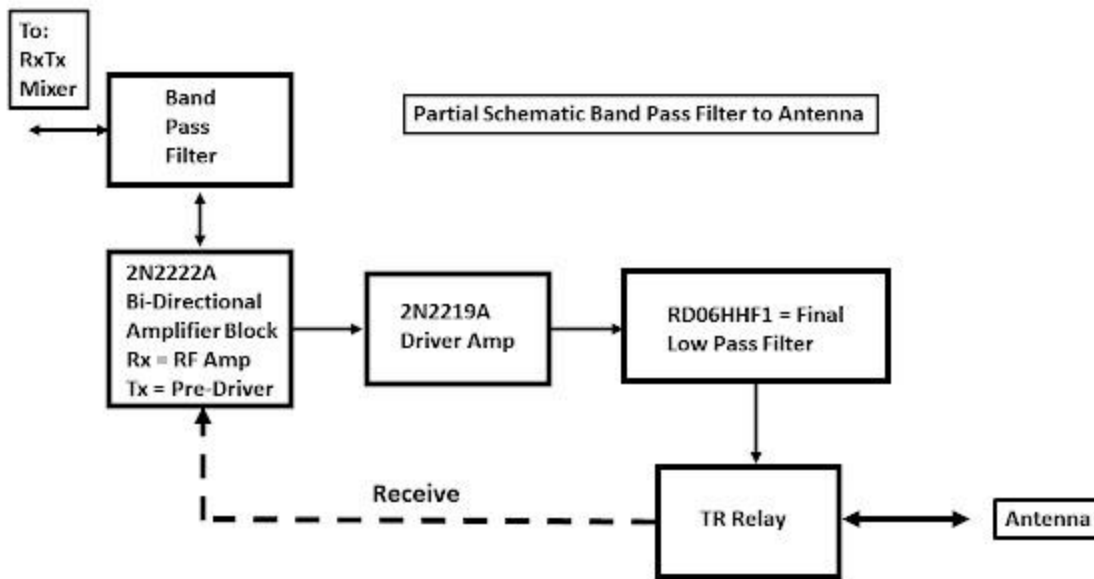 To:
RxTx
Mixer
Band
Pass
Filter
Partial Schematic Band Pass Filter to Antenna
2N2222A
Bi-Directional
Amplifier Block
Rx = RF Amp
Tx = Pre-Driver
2N2219A
Driver Amp
RD06HHF1 = Final
Low Pass Filter
Receive
TR Relay
Antenna